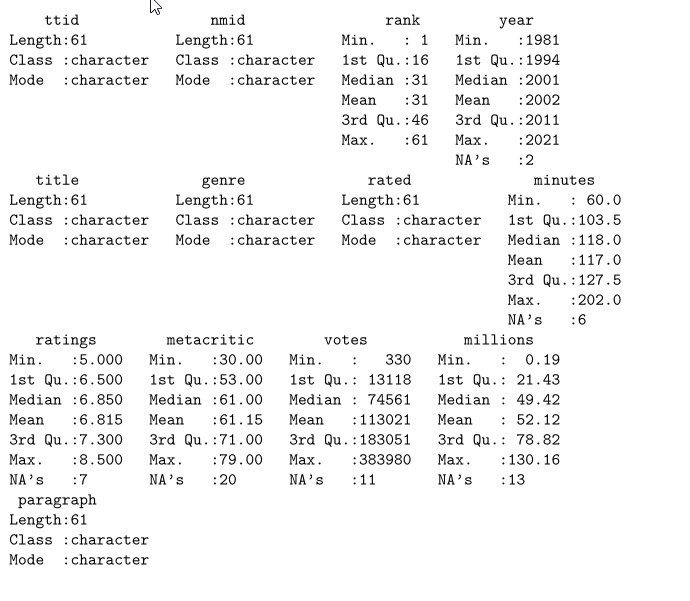 ttid nmid rank year
Length:61 Length:61 Min. : 1 Min. :1981
Class :character Class :character 1st Qu.:16 1st Qu.:1994
Mode :character Mode :character Median :31 Median :2001
Mean :31 Mean :2002
3rd Qu.:46 3rd Qu.:2011
Max. :61 Max. :2021
NA's :2
title genre rated minutes
Length:61 Length:61 Length:61 Min. : 60.0
Class :character Class :character Class :character 1st Qu.:103.5
Mode :character Mode :character Mode :character Median :118.0
Mean :117.0
3rd Qu.:127.5
Max. :202.0
NA's :6
ratings metacritic votes millions
Min. :5.000 Min. :30.00 Min. : 330 Min. : 0.19
1st Qu.:6.500 1st Qu.:53.00 1st Qu.: 13118 1st Qu.: 21.43
Median :6.850 Median :61.00 Median : 74561 Median : 49.42
Mean :6.815 Mean :61.15 Mean :113021 Mean : 52.12
3rd Qu.:7.300 3rd Qu.:71.00 3rd Qu.:183051 3rd Qu.: 78.82
Max. :8.500 Max. :79.00 Max. :383980 Max. :130.16
NA's :7 NA's :20 NA's :11 NA's :13
paragraph
Length:61
Class :character
Mode :character